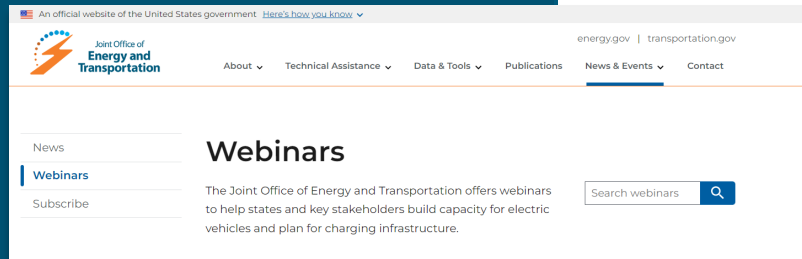 An official website of the United States government Here's how you know
energy.gov | transportation.gov
Joint Office of
Energy and
Transportation
About Technical Assistance Data & Tools Publications News & Events Contact
News
Webinars
Subscribe
Webinars
The Joint Office of Energy and Transportation offers webinars
to help states and key stakeholders build capacity for electric
vehicles and plan for charging infrastructure.
Search webinars